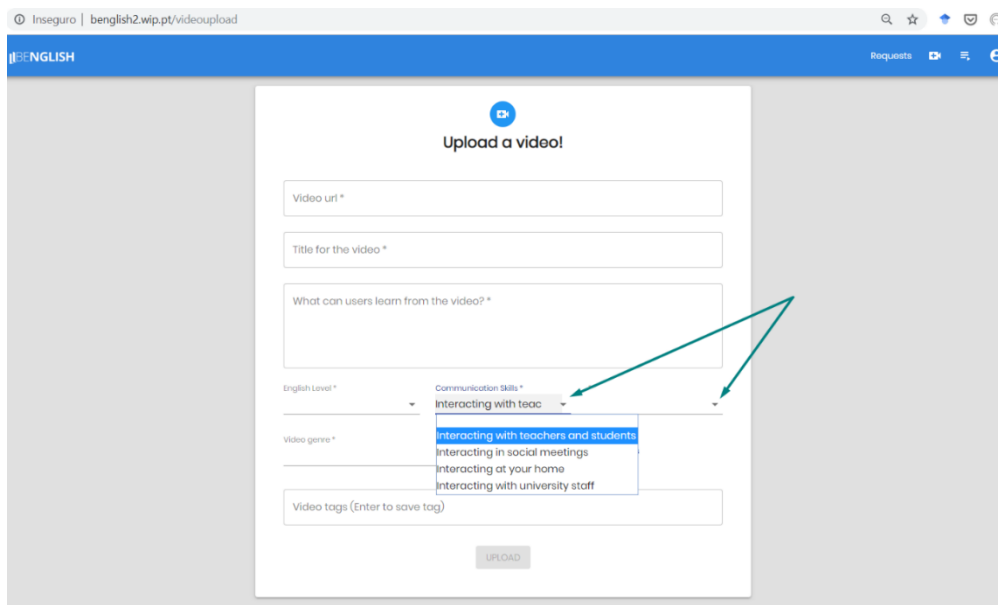 Inseguro | benglish2.wip.pt/videoupload
BENGLISH
Requests
Upload a video!
Video url *
Title for the video *
What can users learn from the video? *
English Level *
Communication Skills *
Interacting with teac
Interacting with teachers and students
Interacting in social meetings
Interacting at your home
Interacting with university staff
Video genre *
Video tags (Enter to save tag)
UPLOAD